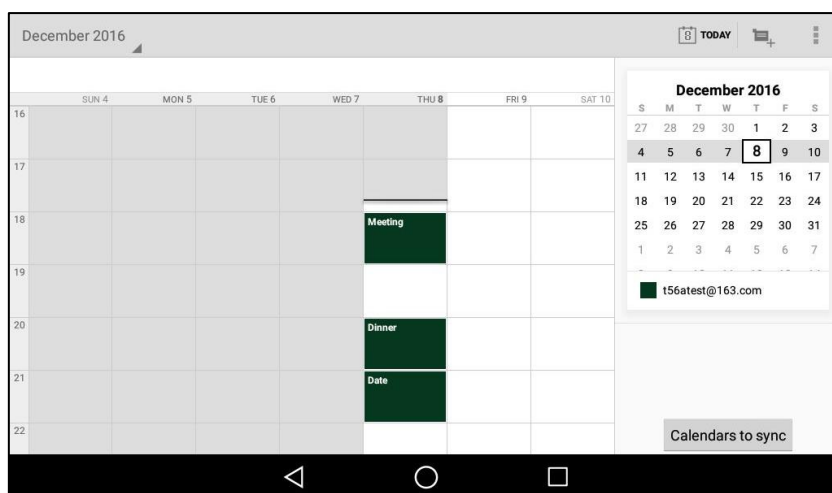 December 2016
8 TODAY
SUN 4 MON 5 TUE 6 WED 7 THU 8 FRI 9 SAT 10
16
17
18
Meeting
19
20
Dinner
21
Date
22
December 2016
S M T W T F S
27 28 29 30 1 2 3
4 5 6 7 8 9 10
11 12 13 14 15 16 17
18 19 20 21 22 23 24
25 26 27 28 29 30 31
1 2 3 4 5 6 7
t56atest@163.com
Calendars to sync